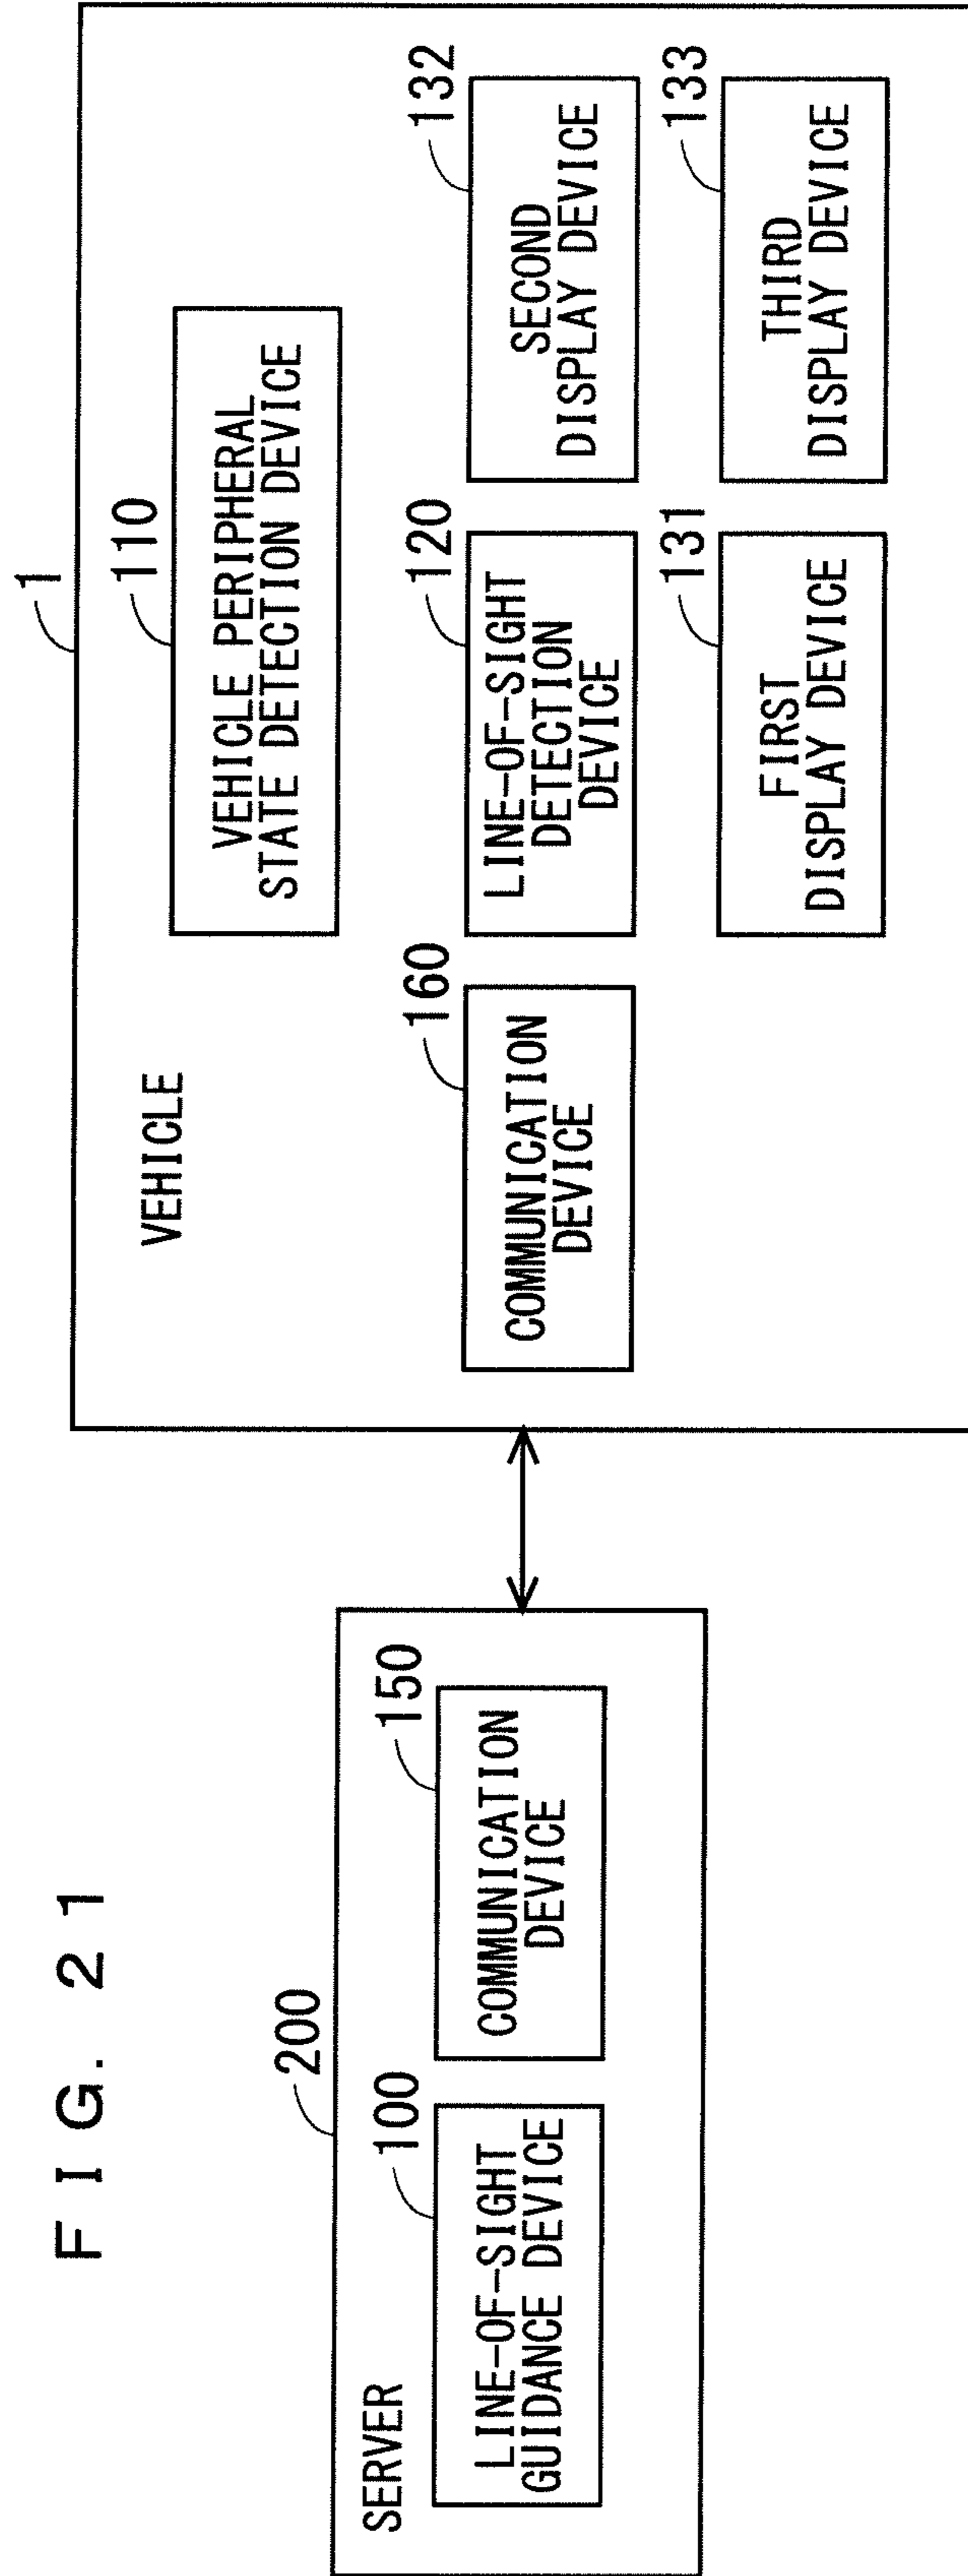 F I G. 2 1
200
SERVER
100
LINE-OF-SIGHT
GUIDANCE DEVICE
150
COMMUNICATION
DEVICE
1
VEHICLE
110
VEHICLE PERIPHERAL
STATE DETECTION DEVICE
160
COMMUNICATION
DEVICE
120
LINE-OF-SIGHT
DETECTION
DEVICE
132
SECOND
DISPLAY DEVICE
131
FIRST
DISPLAY DEVICE
133
THIRD
DISPLAY DEVICE